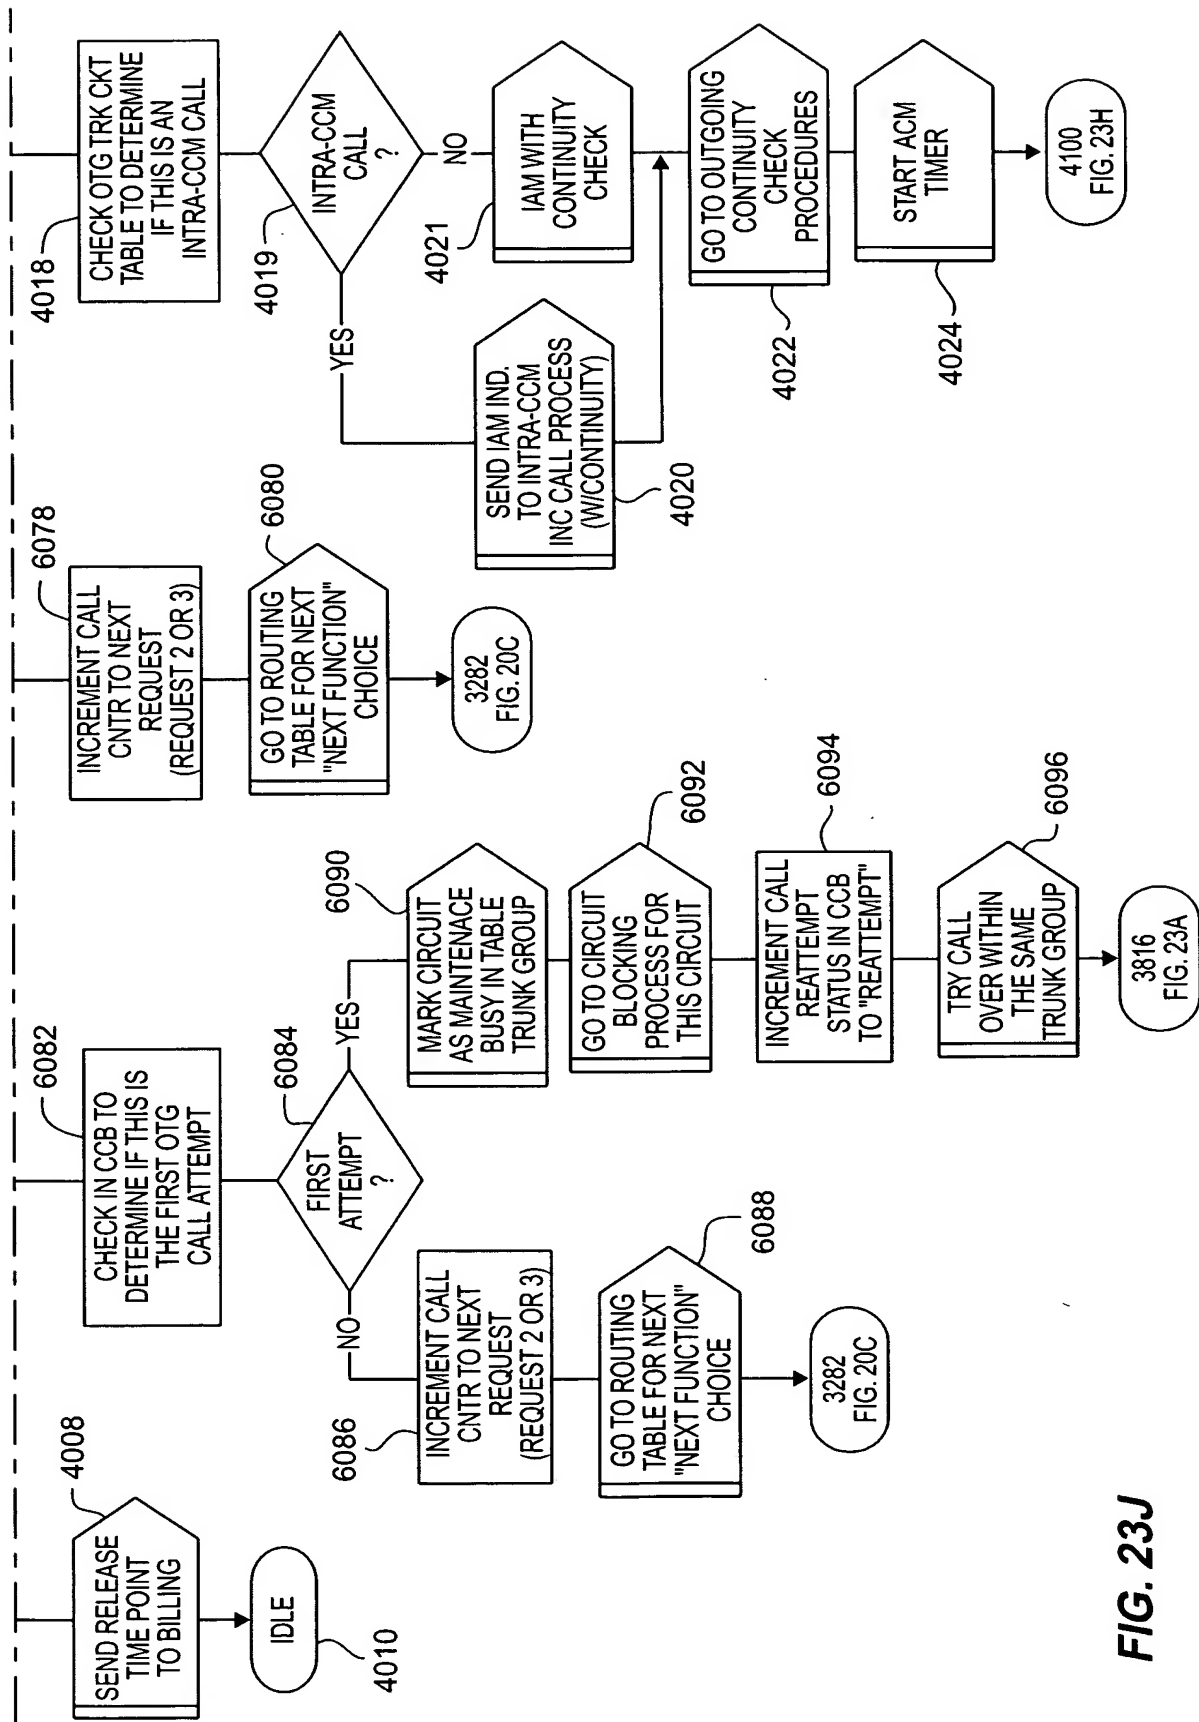 4008
SEND RELEASE
TIME POINT
TO BILLING
IDLE
4010
6082
CHECK IN CCB TO
DETERMINE IF THIS IS
THE FIRST OTG
CALL ATTEMPT
6084
FIRST
ATTEMPT
?
NO
YES
6086
INCREMENT CALL
CNTR TO NEXT
REQUEST
(REQUEST 2 OR 3)
6088
GO TO ROUTING
TABLE FOR NEXT
"NEXT FUNCTION"
CHOICE
3282
FIG. 20C
6090
MARK CIRCUIT
AS MAINTENACE
BUSY IN TABLE
TRUNK GROUP
6092
GO TO CIRCUIT
BLOCKING
PROCESS FOR
THIS CIRCUIT
6094
INCREMENT CALL
REATTEMPT
STATUS IN CCB
TO "REATTEMPT"
6096
TRY CALL
OVER WITHIN
THE SAME
TRUNK GROUP
3816
FIG. 23A
6078
INCREMENT CALL
CNTR TO NEXT
REQUEST
(REQUEST 2 OR 3)
6080
GO TO ROUTING
TABLE FOR NEXT
"NEXT FUNCTION"
CHOICE
3282
FIG. 20C
4018
CHECK OTG TRK CKT
TABLE TO DETERMINE
IF THIS IS AN
INTRA-CCM CALL
4019
INTRA-CCM
CALL
?
YES
NO
SEND IAM IND.
TO INTRA-CCM
INC CALL PROCESS
(W/CONTINUITY)
4020
4021
IAM WITH
CONTINUITY
CHECK
GO TO OUTGOING
CONTINUITY
CHECK
PROCEDURES
4022
START ACM
TIMER
4024
4100
FIG. 23H
FIG. 23J